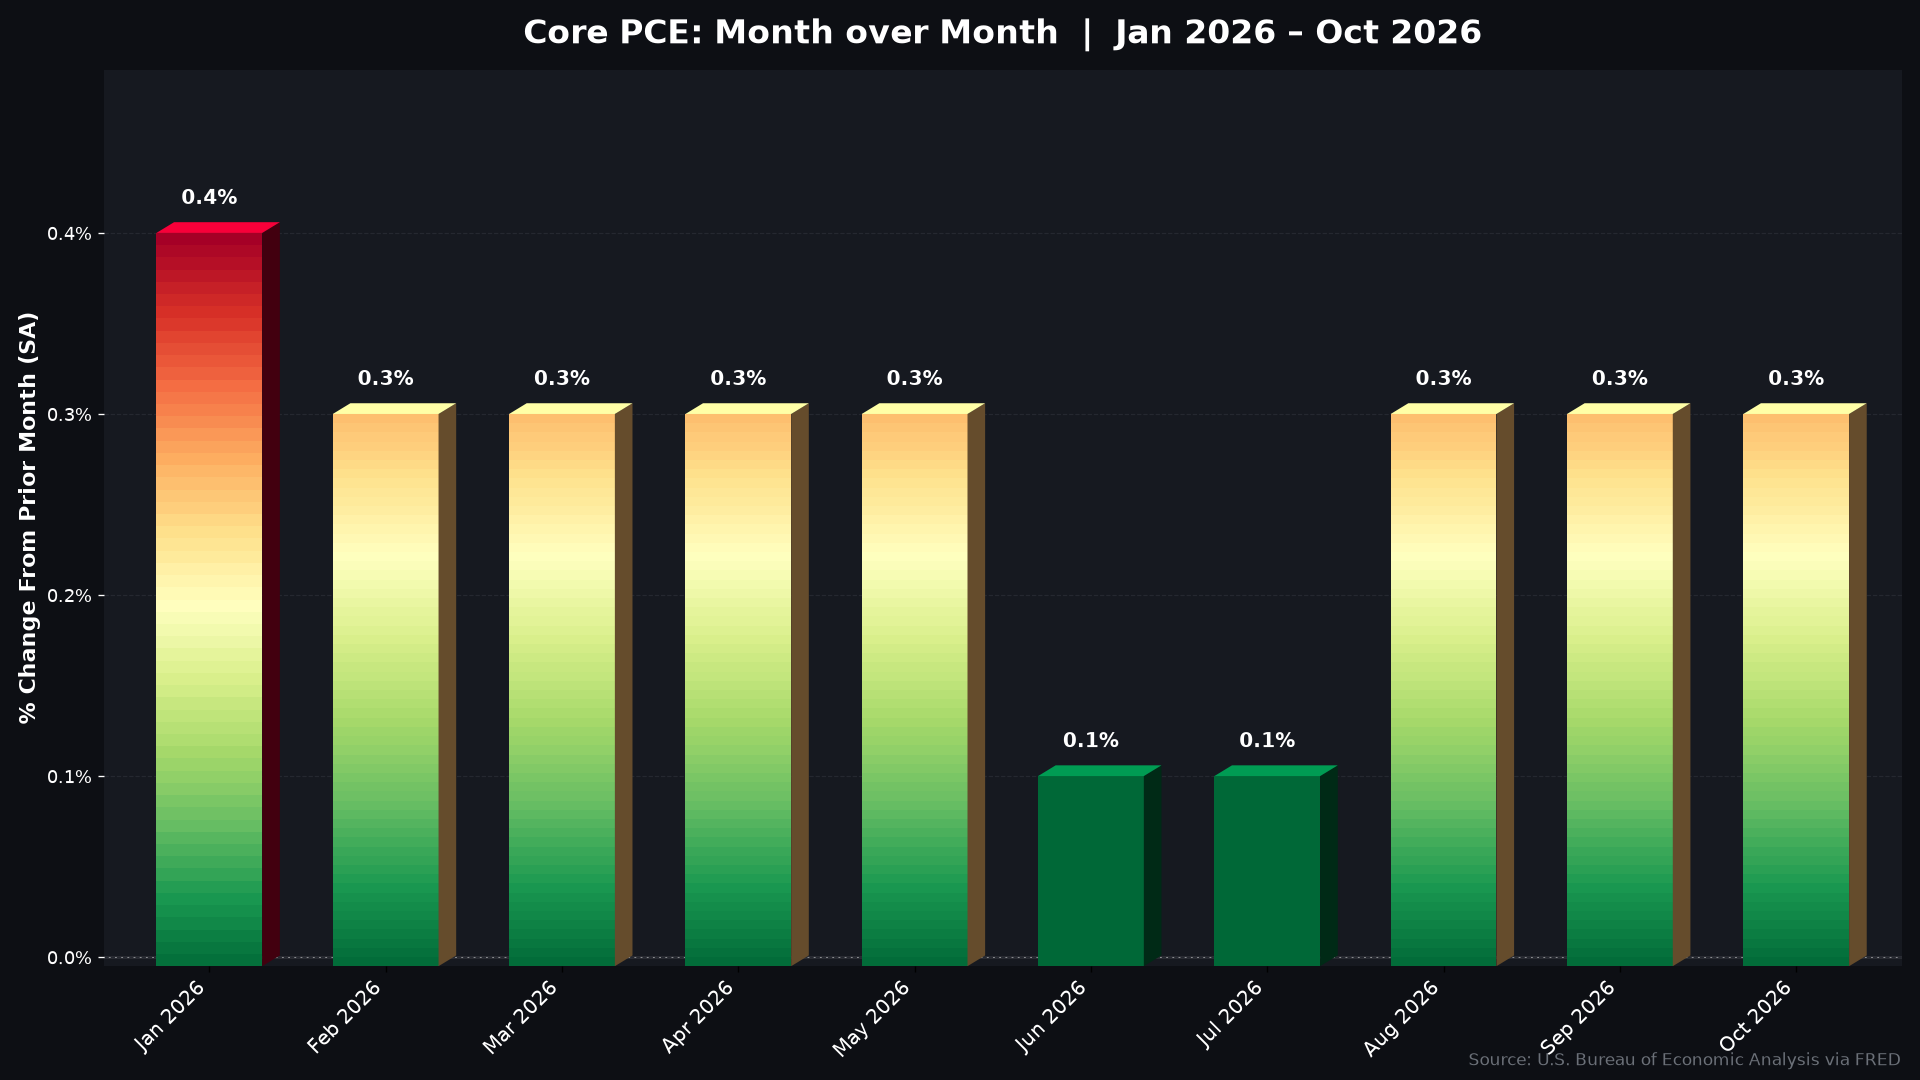 Core PCE: Month over Month | Jan 2026 – Oct 2026
% Change From Prior Month (SA)
0.4%
0.3%
0.2%
0.1%
0.0%
0.4%
0.3%
0.3%
0.3%
0.3%
0.1%
0.1%
0.3%
0.3%
0.3%
Jan 2026
Feb 2026
Mar 2026
Apr 2026
May 2026
Jun 2026
Jul 2026
Aug 2026
Sep 2026
Oct 2026
Source: U.S. Bureau of Economic Analysis via FRED